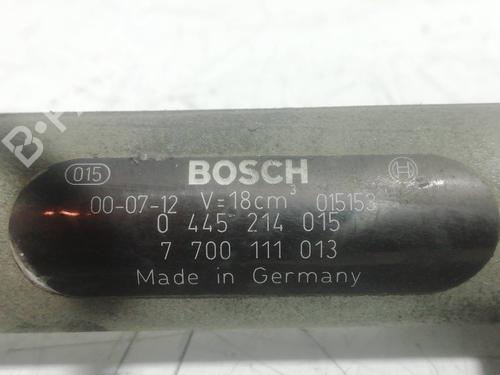 015 BOSCH
00-07-12 V=18cm³ 015153
0 445 214 015
7 700 111 013
Made in Germany